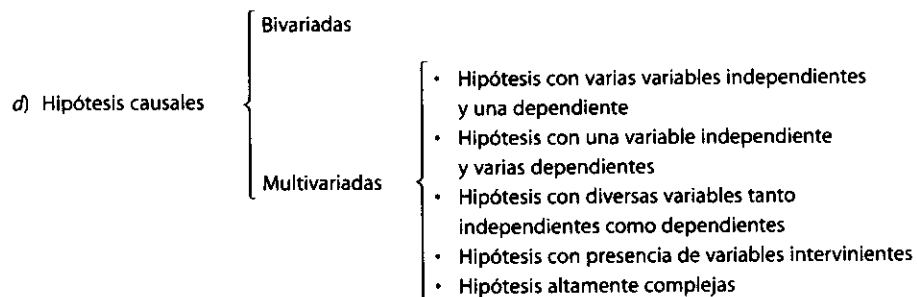 Bivariadas
d) Hipótesis causales
Multivariadas
• Hipótesis con varias variables independientes
y una dependiente
• Hipótesis con una variable independiente
y varias dependientes
• Hipótesis con diversas variables tanto
independientes como dependientes
• Hipótesis con presencia de variables intervinientes
• Hipótesis altamente complejas